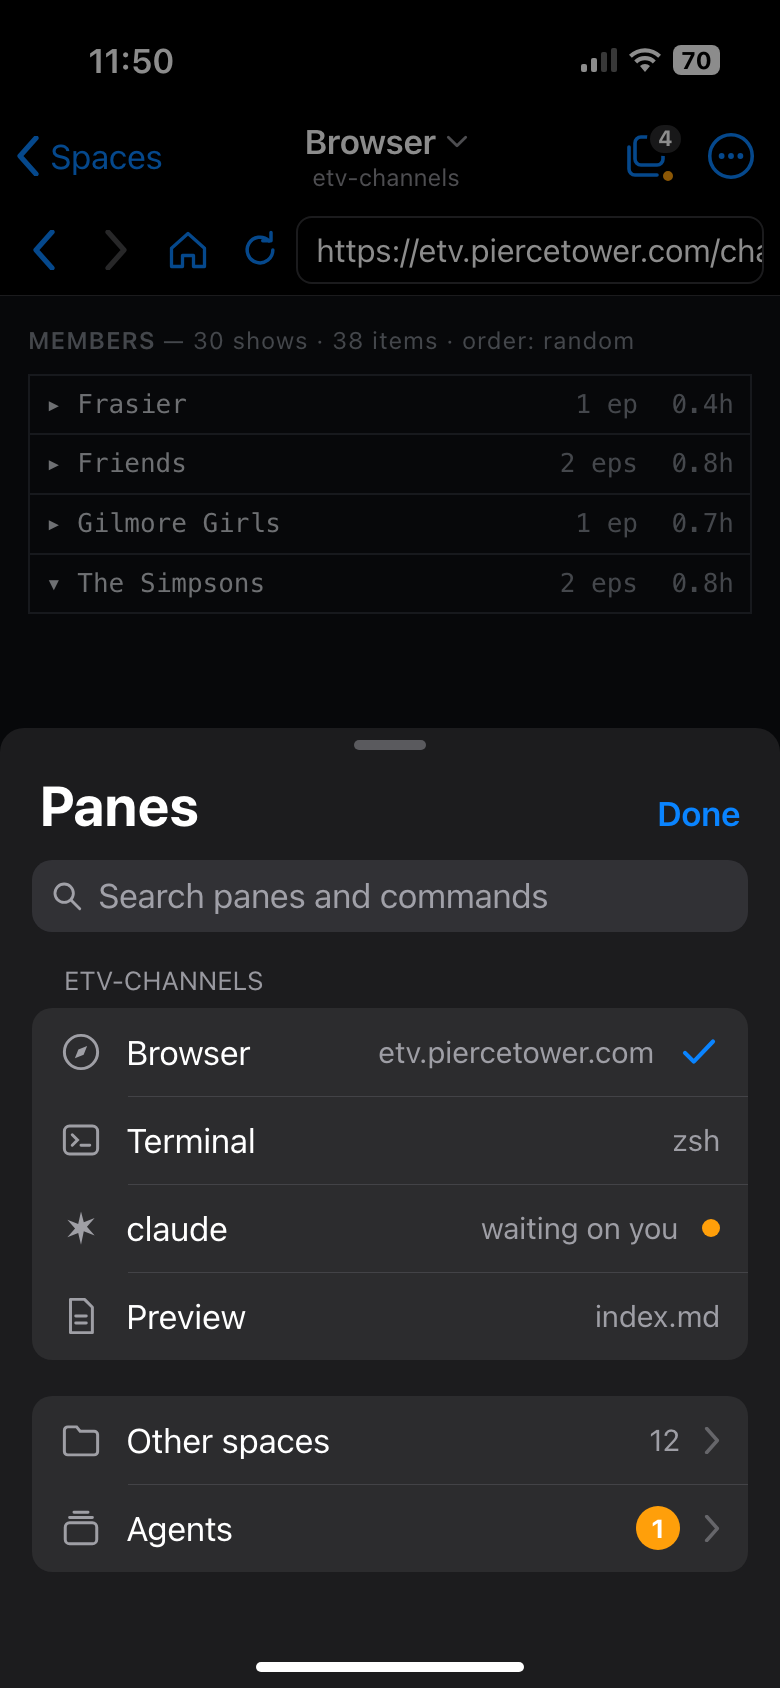 11:50
70
Spaces
Browser
etv-channels
4
https://etv.piercetower.com/cha
MEMBERS — 30 shows · 38 items · order: random
▸ Frasier 1 ep 0.4h
▸ Friends 2 eps 0.8h
▸ Gilmore Girls 1 ep 0.7h
▾ The Simpsons 2 eps 0.8h
Panes
Done
Search panes and commands
ETV-CHANNELS
Browser etv.piercetower.com
Terminal zsh
claude waiting on you
Preview index.md
Other spaces 12
Agents 1